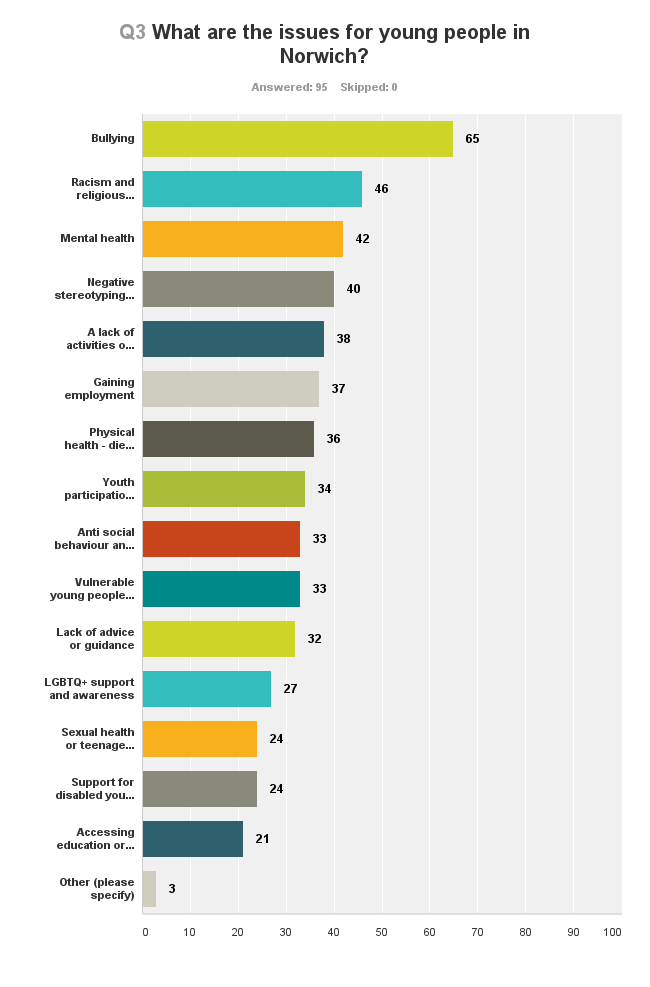 Q3 What are the issues for young people in
Norwich?
Answered: 95 Skipped: 0
Bullying
65
Racism and
religious...
46
Mental health
42
Negative
stereotyping...
40
A lack of
activities o...
38
Gaining
employment
37
Physical
health - die...
36
Youth
participatio...
34
Anti social
behaviour an...
33
Vulnerable
young people...
33
Lack of advice
or guidance
32
LGBTQ+ support
and awareness
27
Sexual health
or teenage...
24
Support for
disabled you...
24
Accessing
education or...
21
Other (please
specify)
3
0 10 20 30 40 50 60 70 80 90 100